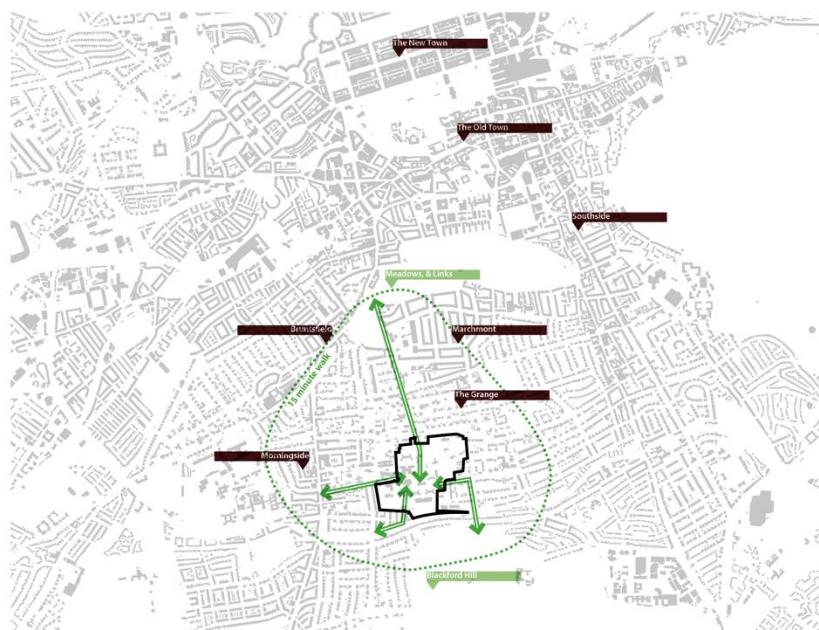 The New Town
The Old Town
Southside
Meadows, & Links
Bruntsfield
Marchmont
15 minute walk
The Grange
Morningside
Blackford Hill